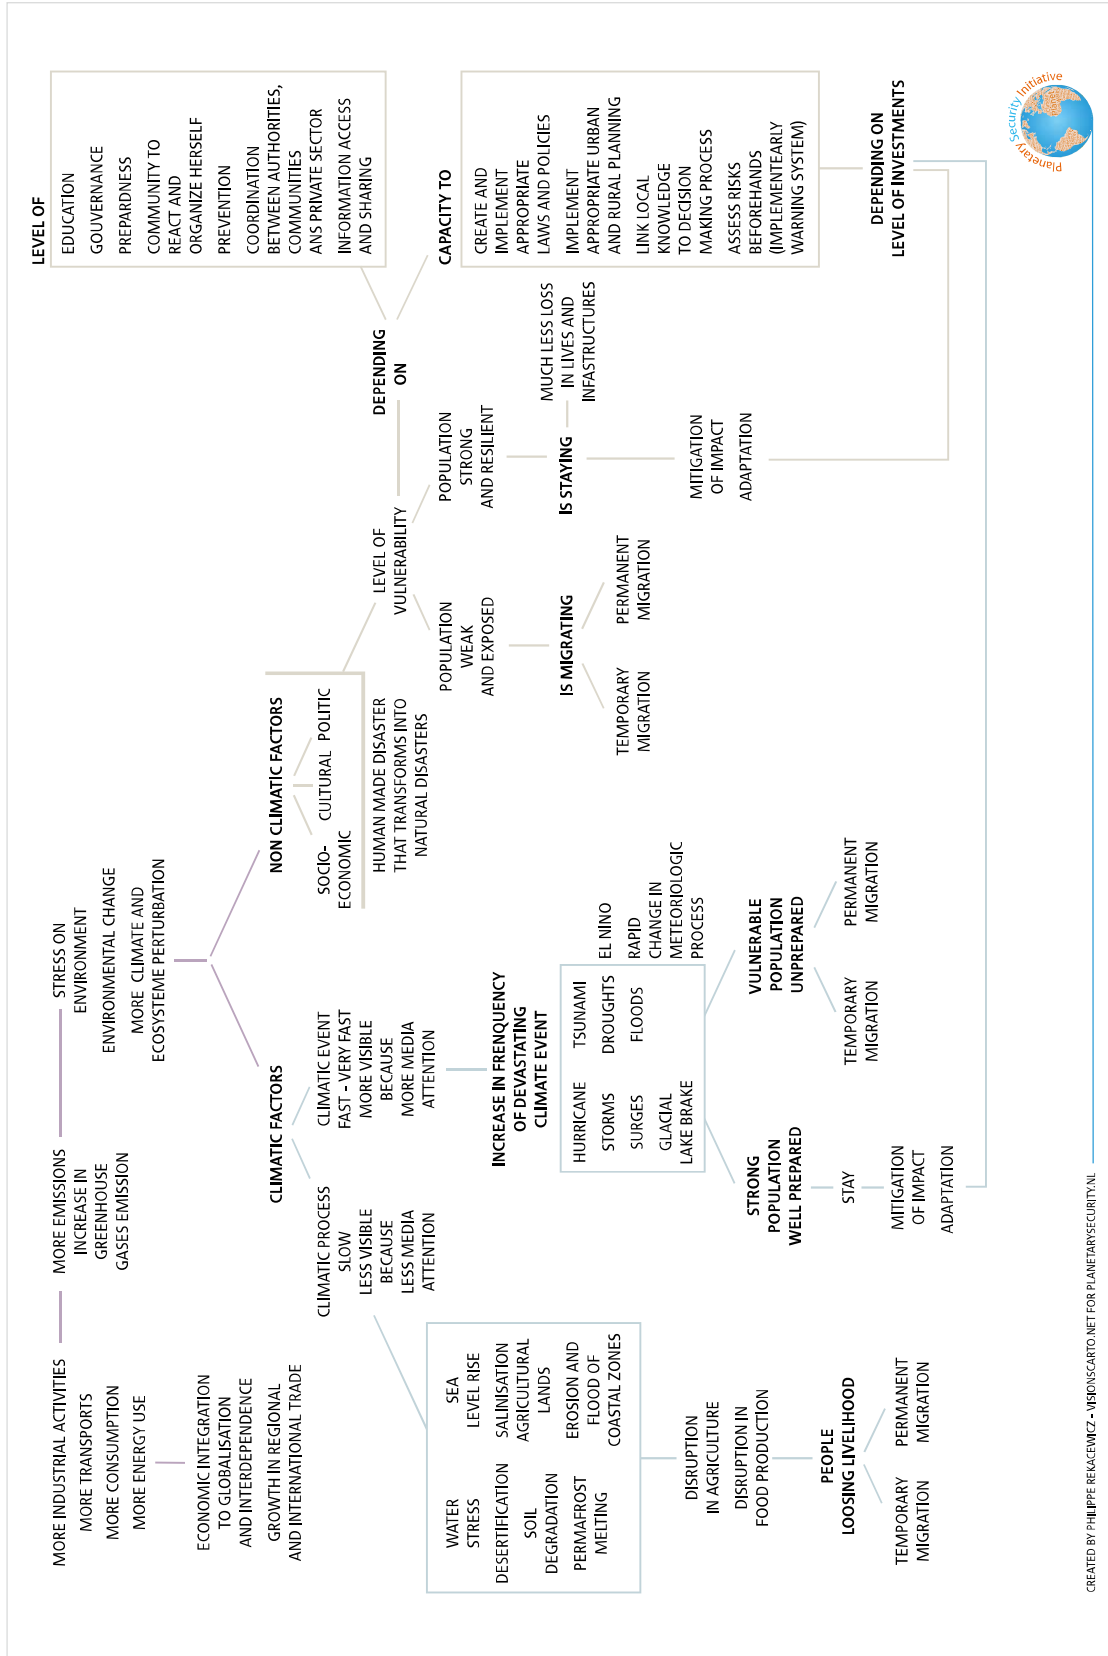 MORE INDUSTRIAL ACTIVITIES
MORE TRANSPORTS
MORE CONSUMPTION
MORE ENERGY USE
ECONOMIC INTEGRATION
TO GLOBALISATION
AND INTERDEPENDENCE
GROWTH IN REGIONAL
AND INTERNATIONAL TRADE
MORE EMISSIONS
INCREASE IN
GREENHOUSE
GASES EMISSION
STRESS ON
ENVIRONMENT
ENVIRONMENTAL CHANGE
MORE CLIMATE AND
ECOSYSTEME PERTURBATION
CLIMATIC FACTORS
CLIMATIC PROCESS
SLOW
LESS VISIBLE
BECAUSE
LESS MEDIA
ATTENTION
WATER
STRESS
DESERTIFICATION
SOIL
DEGRADATION
PERMAFROST
MELTING
SEA
LEVEL RISE
SALINISATION
AGRICULTURAL
LANDS
EROSION AND
FLOOD OF
COASTAL ZONES
DISRUPTION
IN AGRICULTURE
DISRUPTION IN
FOOD PRODUCTION
PEOPLE
LOOSING LIVELIHOOD
TEMPORARY
MIGRATION
PERMANENT
MIGRATION
CLIMATIC EVENT
FAST - VERY FAST
MORE VISIBLE
BECAUSE
MORE MEDIA
ATTENTION
INCREASE IN FRENQUENCY
OF DEVASTATING
CLIMATE EVENT
HURRICANE
STORMS
SURGES
GLACIAL
LAKE BRAKE
TSUNAMI
DROUGHTS
FLOODS
EL NINO
RAPID
CHANGE IN
METEORIOLOGIC
PROCESS
STRONG
POPULATION
WELL PREPARED
STAY
MITIGATION
OF IMPACT
ADAPTATION
VULNERABLE
POPULATION
UNPREPARED
TEMPORARY
MIGRATION
PERMANENT
MIGRATION
NON CLIMATIC FACTORS
SOCIO-
ECONOMIC
CULTURAL
POLITIC
HUMAN MADE DISASTER
THAT TRANSFORMS INTO
NATURAL DISASTERS
LEVEL OF
VULNERABILITY
POPULATION
WEAK
AND EXPOSED
IS MIGRATING
TEMPORARY
MIGRATION
PERMANENT
MIGRATION
POPULATION
STRONG
AND RESILIENT
IS STAYING
MUCH LESS LOSS
IN LIVES AND
INFASTRUCTURES
MITIGATION
OF IMPACT
ADAPTATION
DEPENDING
ON
LEVEL OF
EDUCATION
GOUVERNANCE
PREPARDNESS
COMMUNITY TO
REACT AND
ORGANIZE HERSELF
PREVENTION
COORDINATION
BETWEEN AUTHORITIES,
COMMUNITIES
ANS PRIVATE SECTOR
INFORMATION ACCESS
AND SHARING
CAPACITY TO
CREATE AND
IMPLEMENT
APPROPRIATE
LAWS AND POLICIES
IMPLEMENT
APPROPRIATE URBAN
AND RURAL PLANNING
LINK LOCAL
KNOWLEDGE
TO DECISION
MAKING PROCESS
ASSESS RISKS
BEFOREHANDS
(IMPLEMENTEARLY
WARNING SYSTEM)
DEPENDING ON
LEVEL OF INVESTMENTS
Planetary Security Initiative
CREATED BY PHILIPPE REKACEWICZ - VISIONSCARTO.NET FOR PLANETARYSECURITY.NL